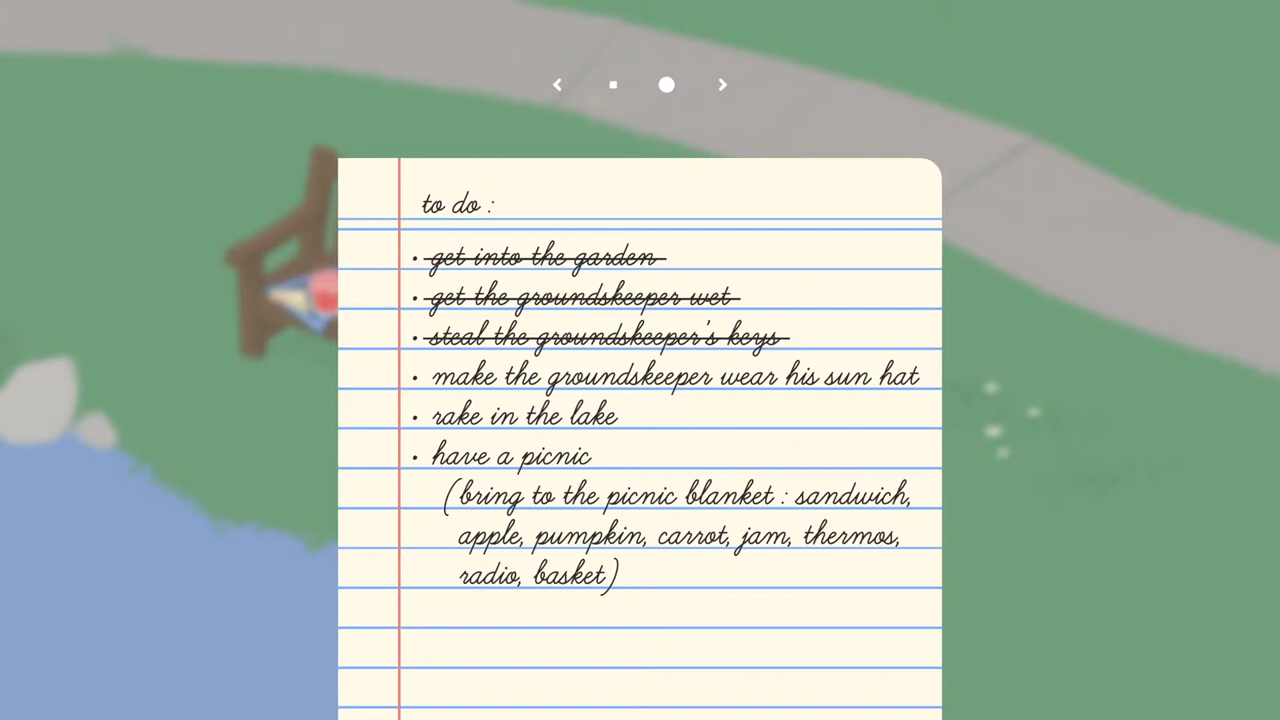 to do :
• get into the garden
• get the groundskeeper wet
• steal the groundskeeper's keys
• make the groundskeeper wear his sun hat
• rake in the lake
• have a picnic
(bring to the picnic blanket : sandwich,
apple, pumpkin, carrot, jam, thermos,
radio, basket)